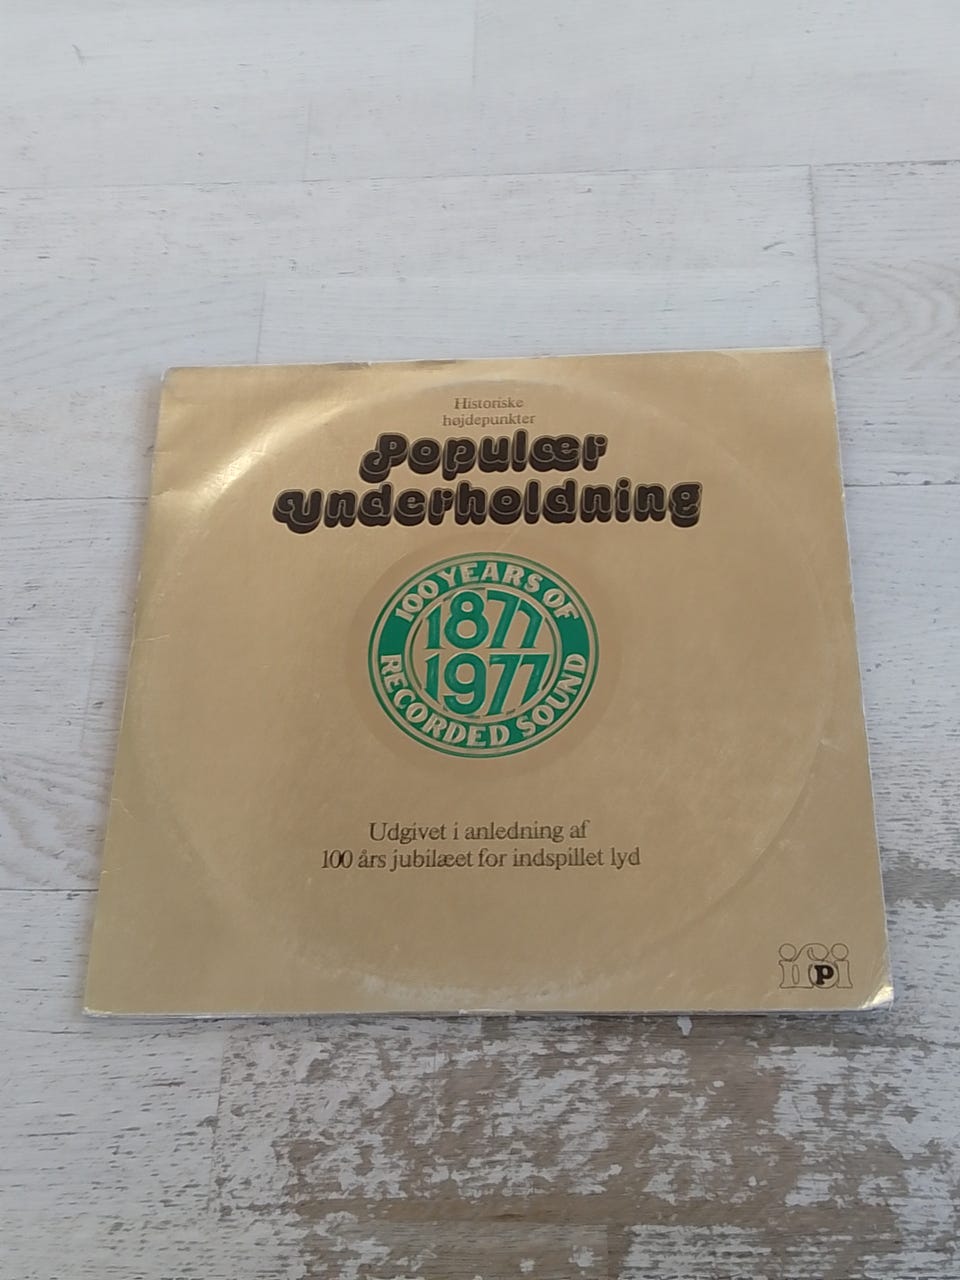 Historiske
højdepunkter
Populær
Underholdning
100 YEARS OF
1877
1977
RECORDED SOUND
Udgivet i anledning af
100 års jubilæet for indspillet lyd
ifpi